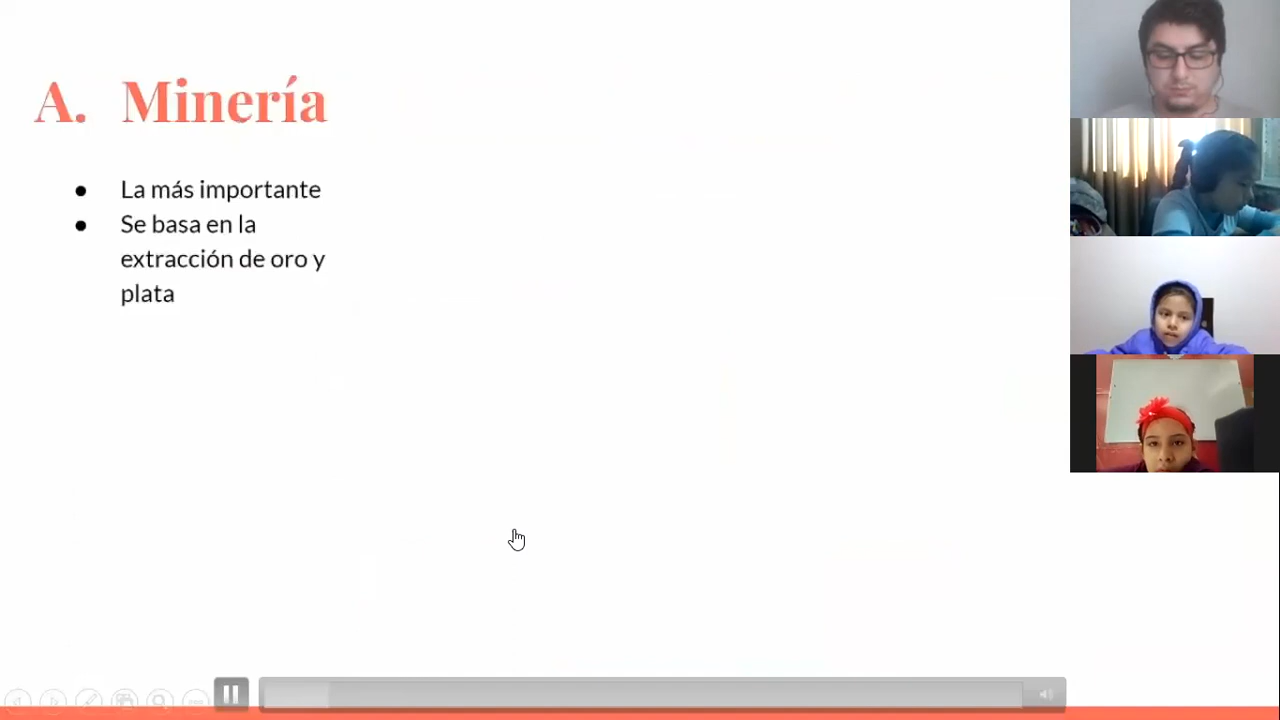 A. Minería
● La más importante
● Se basa en la
extracción de oro y
plata